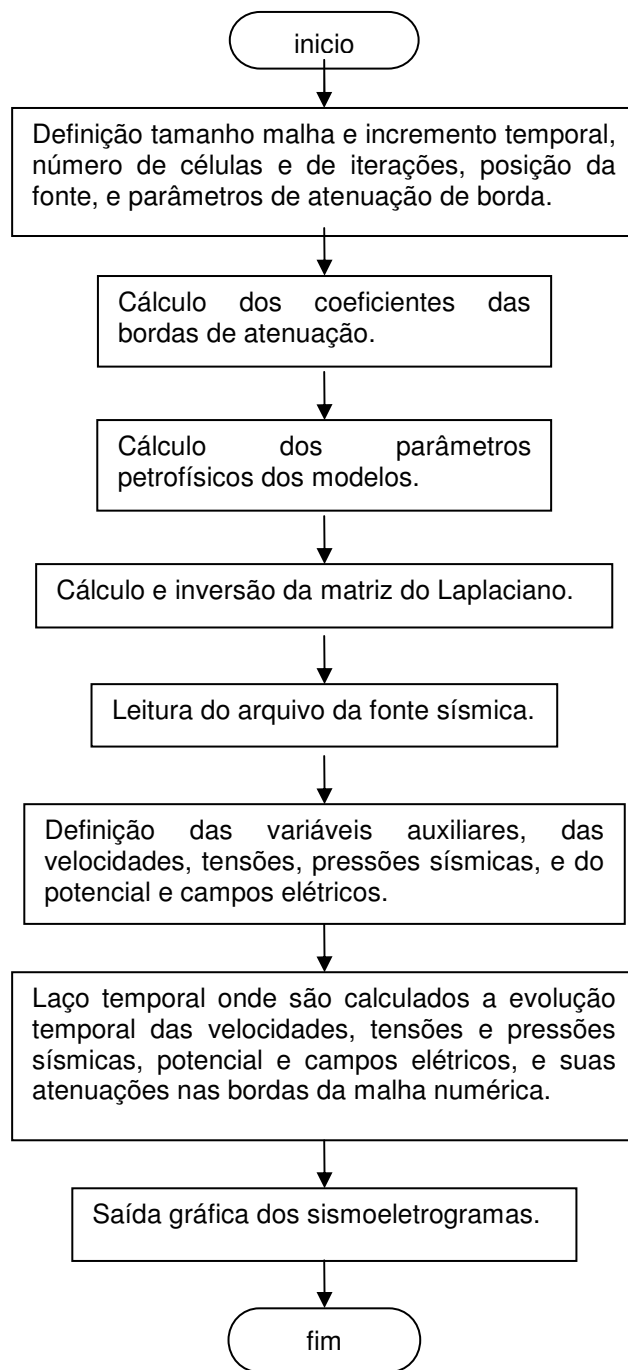 inicio
Definição tamanho malha e incremento temporal,
número de células e de iterações, posição da
fonte, e parâmetros de atenuação de borda.
Cálculo dos coeficientes das
bordas de atenuação.
Cálculo dos parâmetros
petrofísicos dos modelos.
Cálculo e inversão da matriz do Laplaciano.
Leitura do arquivo da fonte sísmica.
Definição das variáveis auxiliares, das
velocidades, tensões, pressões sísmicas, e do
potencial e campos elétricos.
Laço temporal onde são calculados a evolução
temporal das velocidades, tensões e pressões
sísmicas, potencial e campos elétricos, e suas
atenuações nas bordas da malha numérica.
Saída gráfica dos sismoeletrogramas.
fim